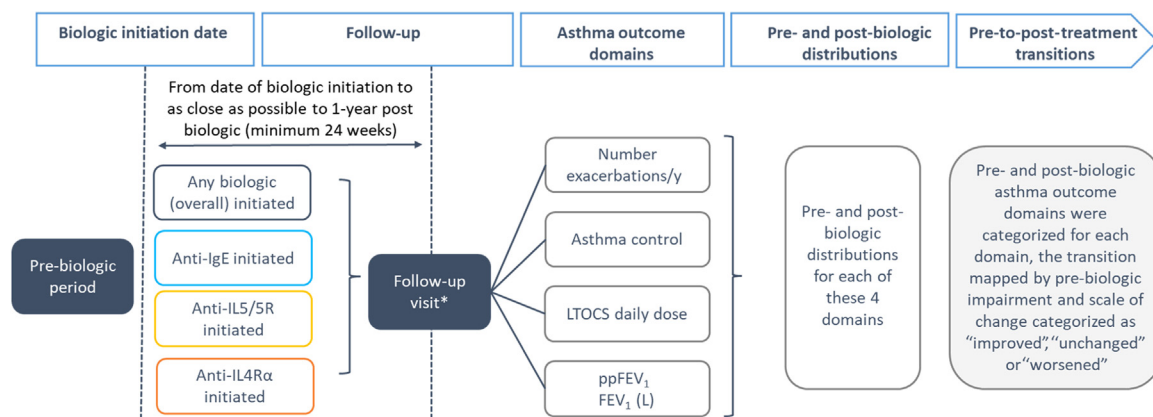 Biologic initiation date
Follow-up
Asthma outcome
domains
Pre- and post-biologic
distributions
Pre-to-post-treatment
transitions
From date of biologic initiation to
as close as possible to 1-year post
biologic (minimum 24 weeks)
Pre-biologic
period
Any biologic
(overall) initiated
Anti-IgE initiated
Anti-IL5/5R
initiated
Anti-IL4Rα
initiated
Follow-up
visit*
Number
exacerbations/y
Asthma control
LTOCS daily dose
ppFEV₁
FEV₁ (L)
Pre- and post-
biologic
distributions
for each of
these 4
domains
Pre- and post-biologic
asthma outcome
domains were
categorized for each
domain, the transition
mapped by pre-biologic
impairment and scale of
change categorized as
“improved”,“unchanged”
or“worsened”